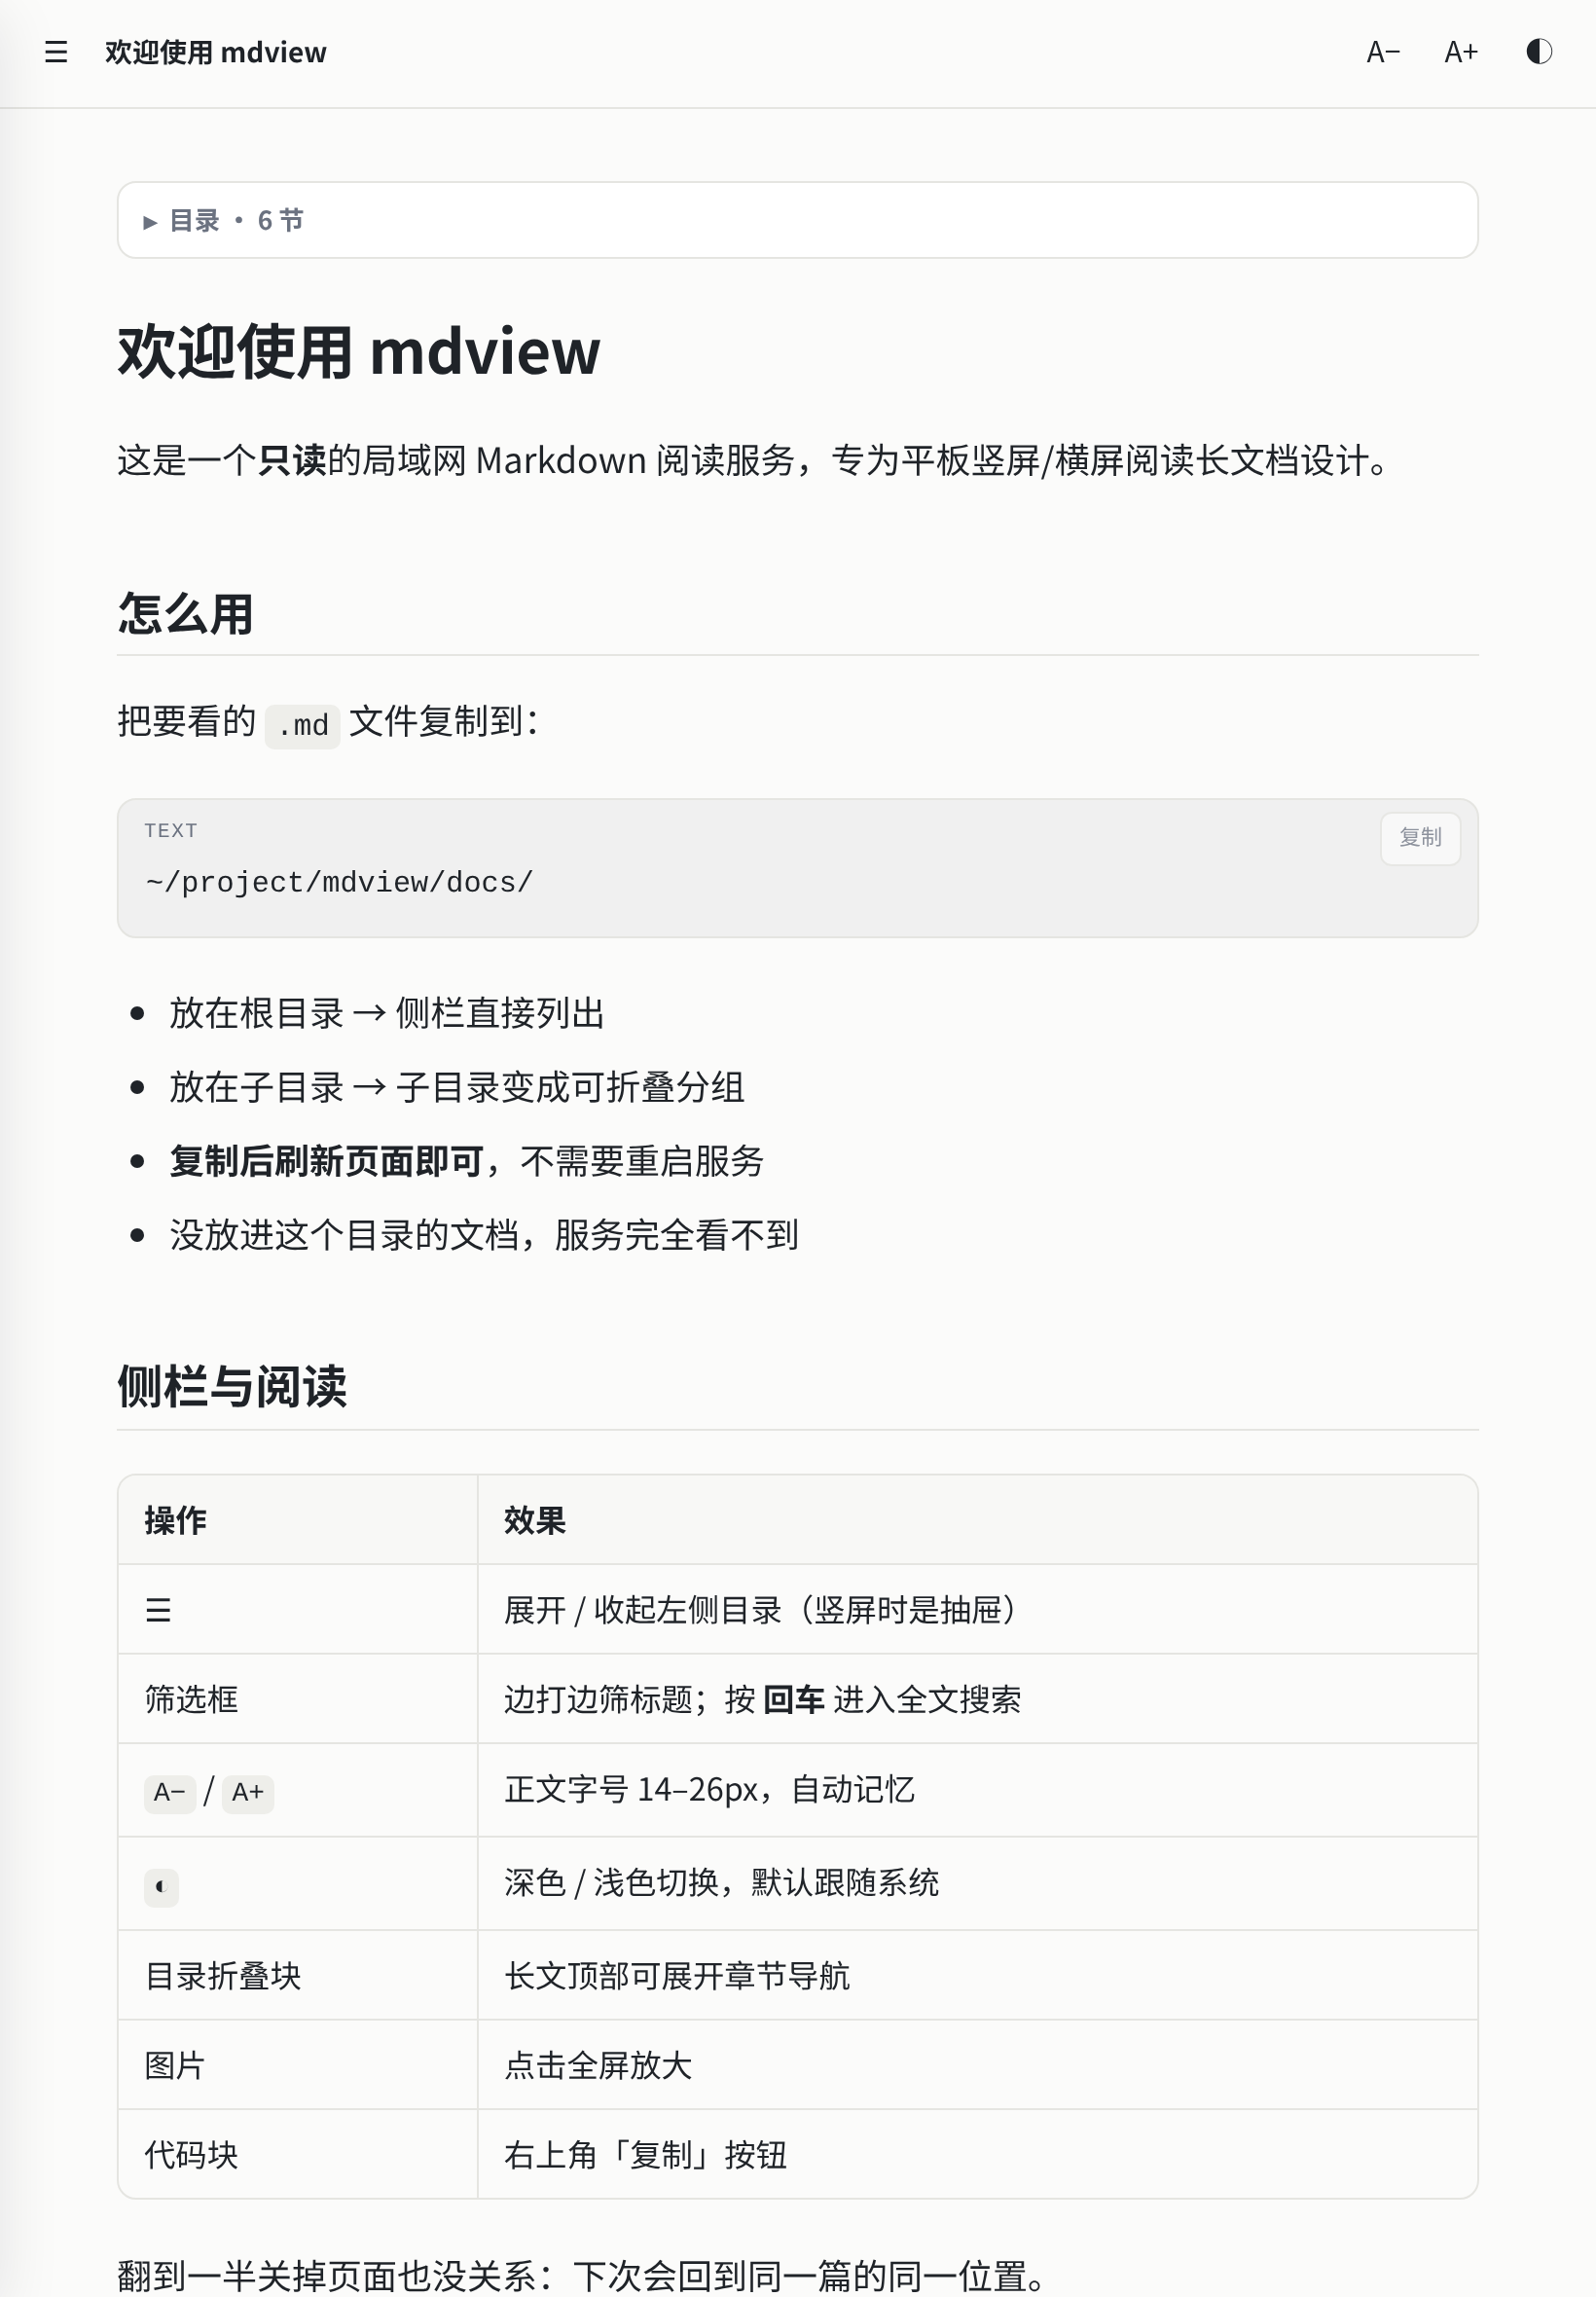 ☰ 欢迎使用 mdview A− A+ ◐
▶ 目录 · 6 节
欢迎使用 mdview
这是一个只读的局域网 Markdown 阅读服务，专为平板竖屏/横屏阅读长文档设计。
怎么用
把要看的 .md 文件复制到：
TEXT 复制
~/project/mdview/docs/
• 放在根目录 → 侧栏直接列出
• 放在子目录 → 子目录变成可折叠分组
• 复制后刷新页面即可，不需要重启服务
• 没放进这个目录的文档，服务完全看不到
侧栏与阅读
操作 效果
☰ 展开 / 收起左侧目录（竖屏时是抽屉）
筛选框 边打边筛标题；按 回车 进入全文搜索
A− / A+ 正文字号 14–26px，自动记忆
◐ 深色 / 浅色切换，默认跟随系统
目录折叠块 长文顶部可展开章节导航
图片 点击全屏放大
代码块 右上角「复制」按钮
翻到一半关掉页面也没关系：下次会回到同一篇的同一位置。